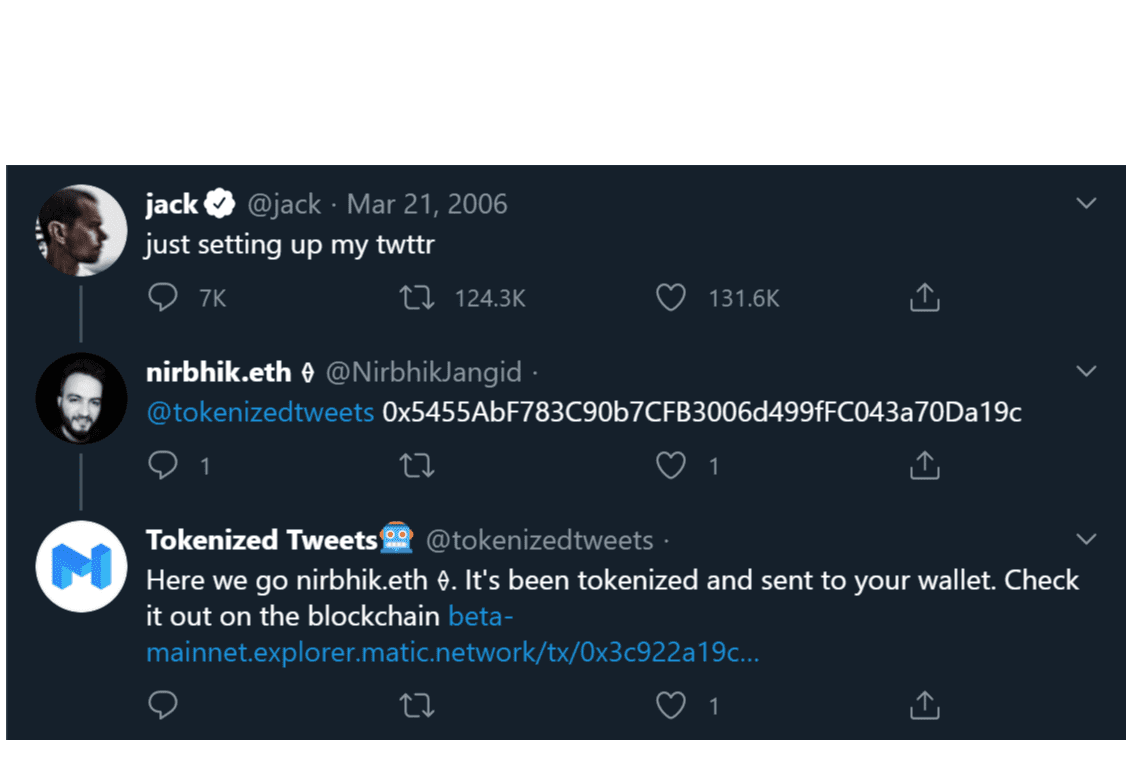 jack @jack · Mar 21, 2006
just setting up my twttr
7K 124.3K 131.6K
nirbhik.eth ⟠ @NirbhikJangid ·
@tokenizedtweets 0x5455AbF783C90b7CFB3006d499fFC043a70Da19c
1 1
Tokenized Tweets🤖 @tokenizedtweets ·
Here we go nirbhik.eth ⟠. It's been tokenized and sent to your wallet. Check
it out on the blockchain beta-
mainnet.explorer.matic.network/tx/0x3c922a19c...
1